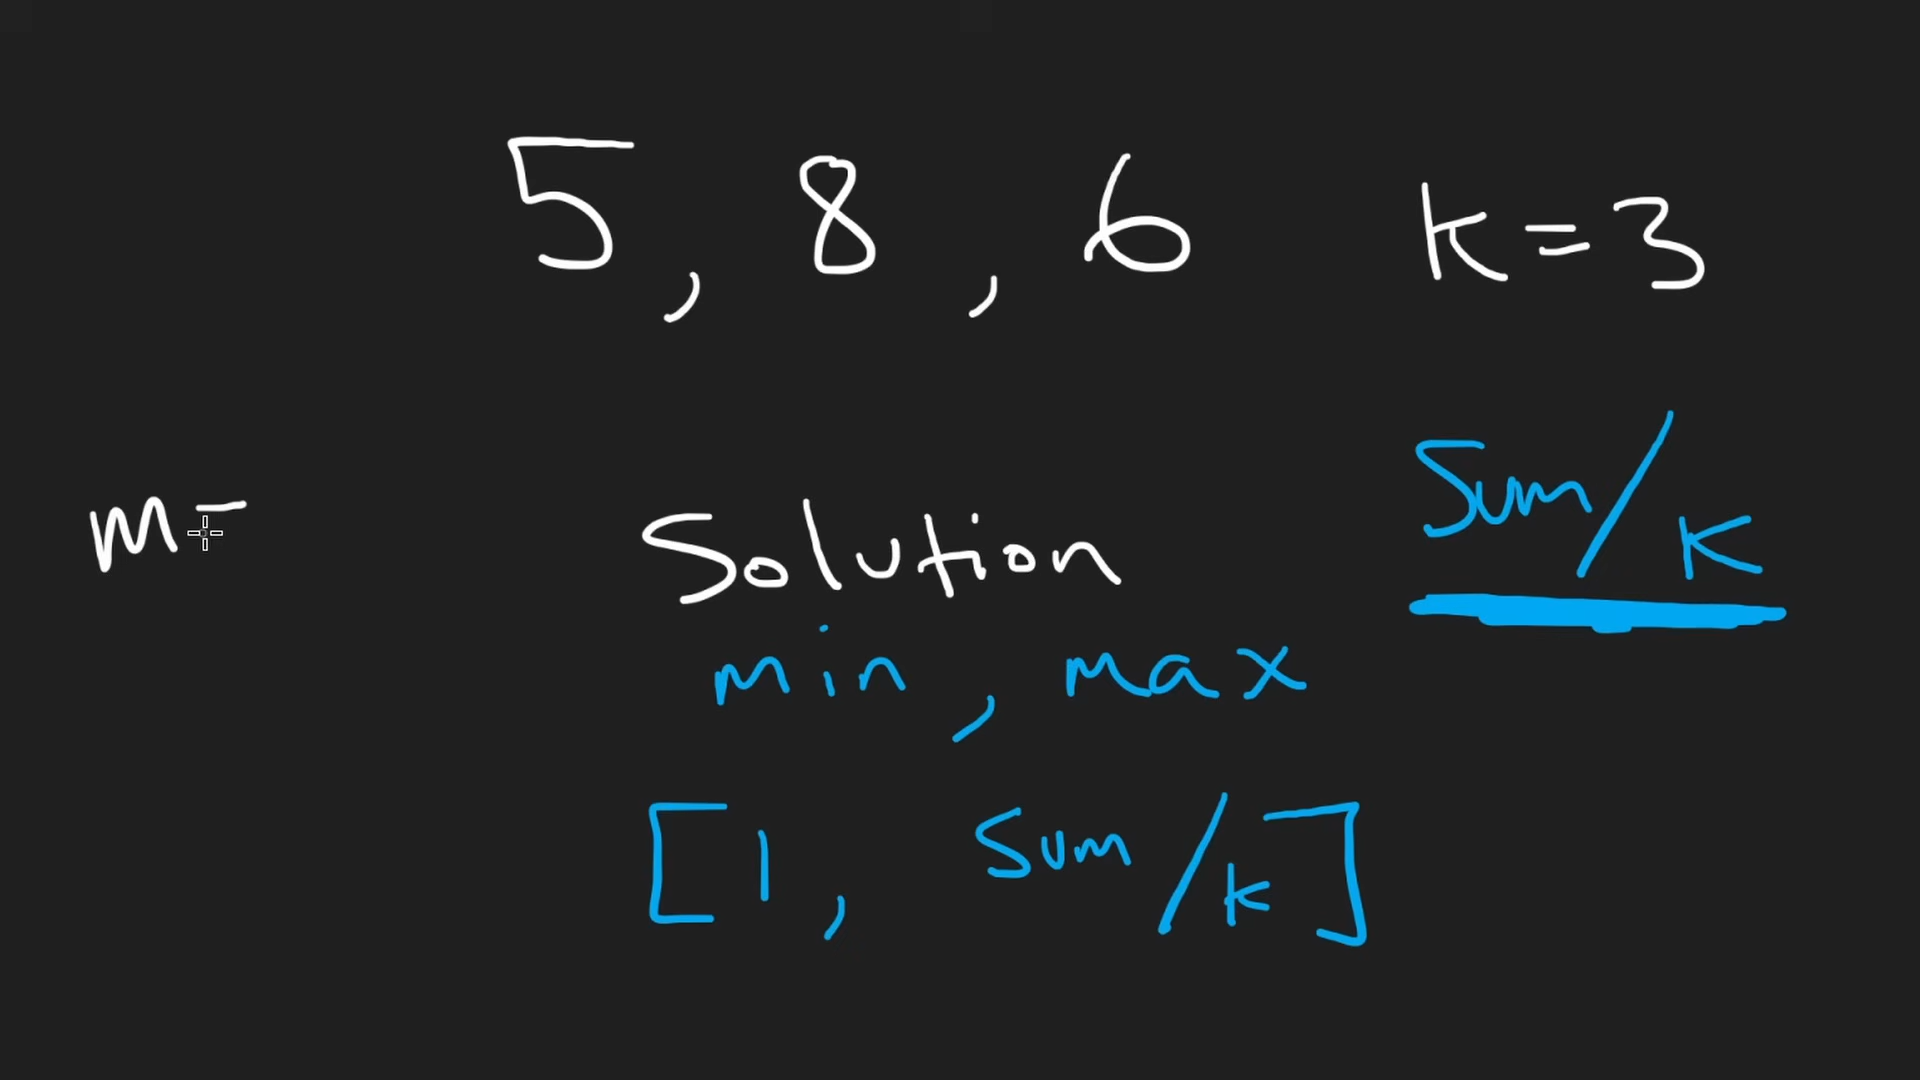 5, 8, 6 k=3
Sum/K
m=
Solution
min, max
[1, Sum/k]